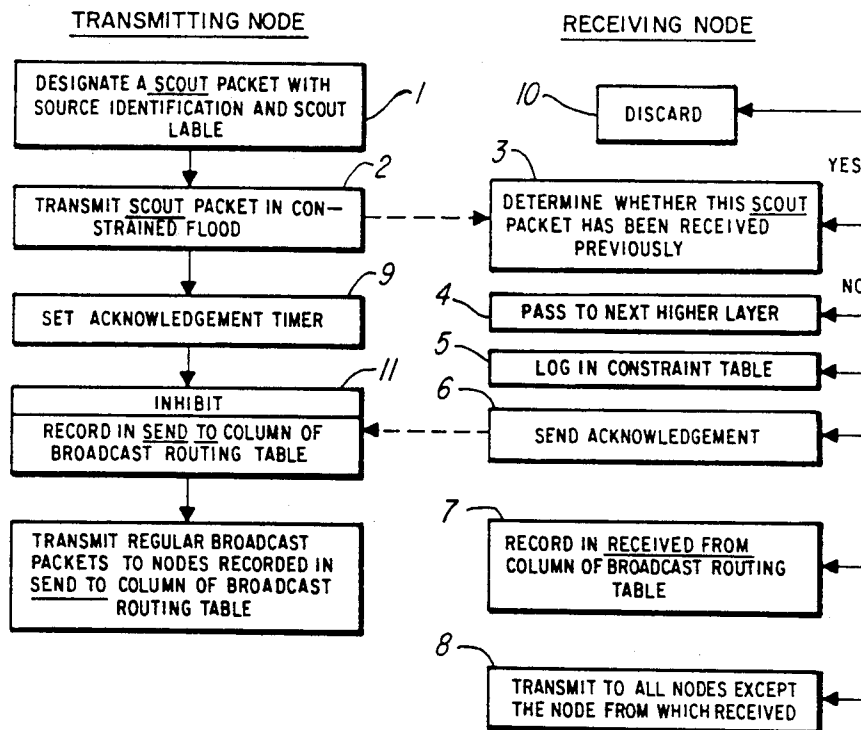 TRANSMITTING NODE
DESIGNATE A SCOUT PACKET WITH
SOURCE IDENTIFICATION AND SCOUT
LABLE
1
2
TRANSMIT SCOUT PACKET IN CON—
STRAINED FLOOD
9
SET ACKNOWLEDGEMENT TIMER
11
INHIBIT
RECORD IN SEND TO COLUMN OF
BROADCAST ROUTING TABLE
TRANSMIT REGULAR BROADCAST
PACKETS TO NODES RECORDED IN
SEND TO COLUMN OF BROADCAST
ROUTING TABLE
RECEIVING NODE
10
DISCARD
YES
3
DETERMINE WHETHER THIS SCOUT
PACKET HAS BEEN RECEIVED
PREVIOUSLY
NO
4
PASS TO NEXT HIGHER LAYER
5
LOG IN CONSTRAINT TABLE
6
SEND ACKNOWLEDGEMENT
7
RECORD IN RECEIVED FROM
COLUMN OF BROADCAST ROUTING
TABLE
8
TRANSMIT TO ALL NODES EXCEPT
THE NODE FROM WHICH RECEIVED